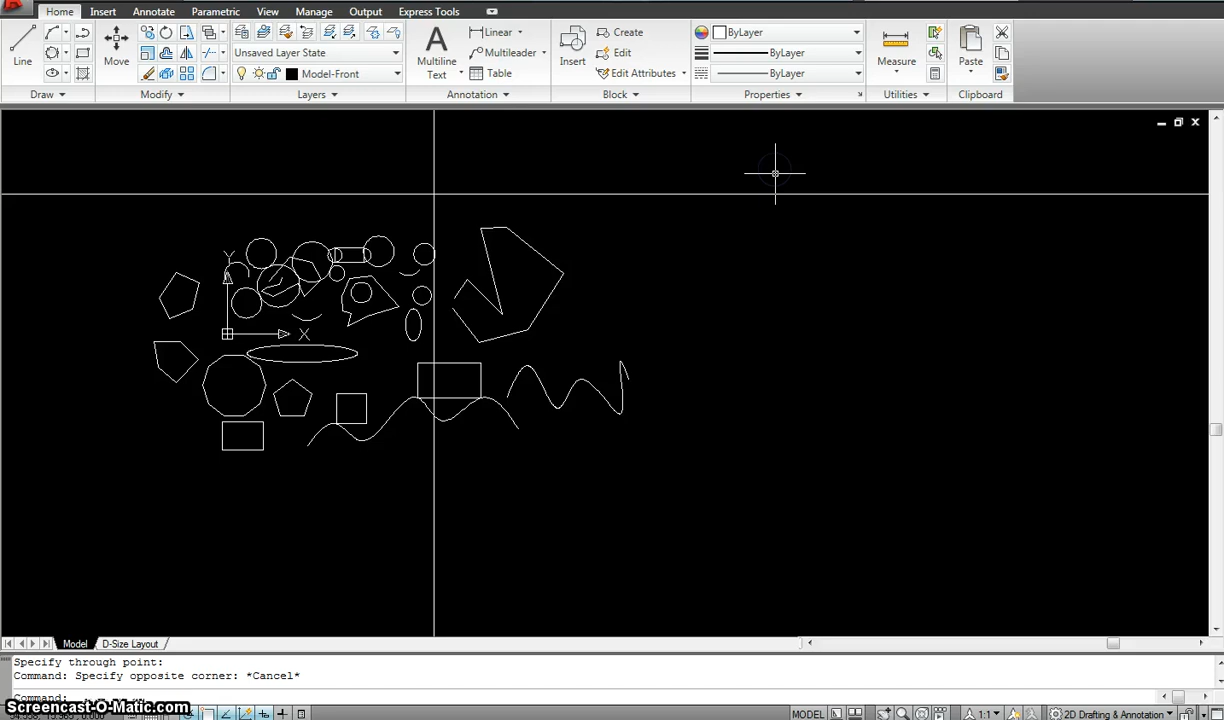 Home Insert Annotate Parametric View Manage Output Express Tools
Line
Move
Unsaved Layer State
Model-Front
Multiline
Text
Linear
Multileader
Table
Insert
Create
Edit
Edit Attributes
ByLayer
ByLayer
ByLayer
Measure
Paste
Draw Modify Layers Annotation Block Properties Utilities Clipboard
Y
X
Model D-Size Layout
Specify through point:
Command: Specify opposite corner: *Cancel*
Command:
Screencast-O-Matic.com
MODEL 1:1 2D Drafting & Annotation